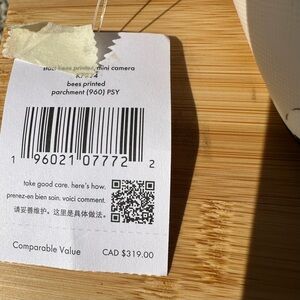 staci bees printed mini camera
bees printed
parchment (960) PSY
1 96021 07772 2
take good care. here's how.
prenez-en bien soin. voici comment.
请妥善维护。这里是具体做法。
Comparable Value CAD $319.00